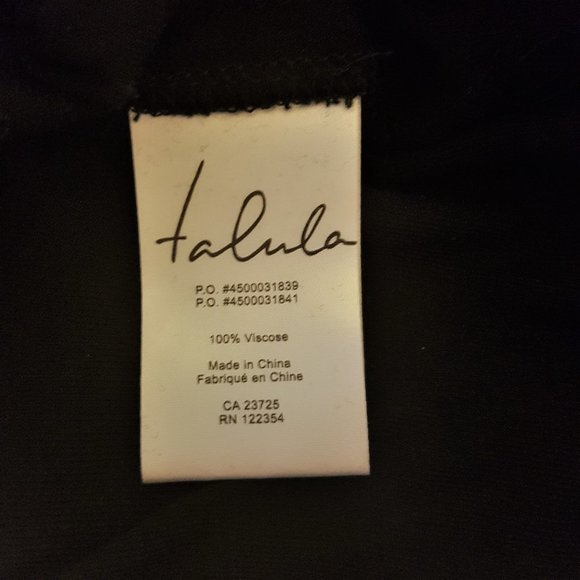 talula
P.O. #4500031839
P.O. #4500031841
100% Viscose
Made in China
Fabriqué en Chine
CA 23725
RN 122354